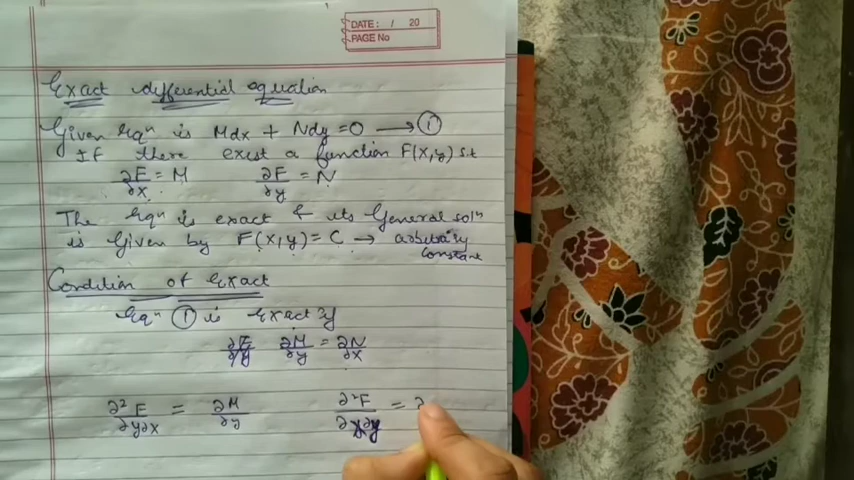 DATE: / 20
PAGE No
Exact differential equation
Given Eqⁿ is Mdx + Ndy = 0 → ①
If there exist a function F(x,y) s.t
∂F/∂x = M ∂F/∂y = N
The Eqⁿ is exact & its General solⁿ
is Given by F(x,y) = C → arbitrary
constant
Condition of Exact
Eqⁿ ① is Exact if
∂M/∂y = ∂N/∂x
∂²F/∂y∂x = ∂M/∂y ∂²F/∂x∂y = ∂